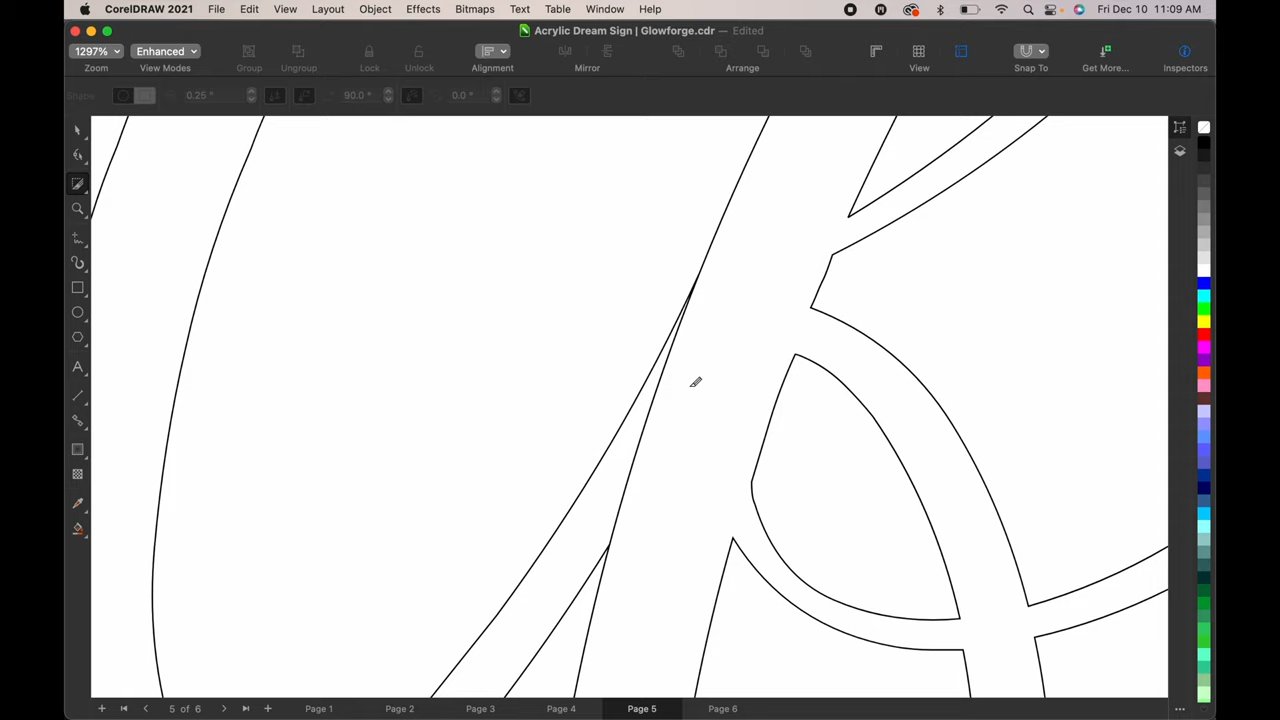 CorelDRAW 2021 File Edit View Layout Object Effects Bitmaps Text Table Window Help Fri Dec 10 11:09 AM
Acrylic Dream Sign | Glowforge.cdr — Edited
1297% Enhanced
Zoom View Modes Group Ungroup Lock Unlock Alignment Mirror Arrange View Snap To Get More... Inspectors
Shape: 0.25 ° 90.0 ° 0.0 °
5 of 6 Page 1 Page 2 Page 3 Page 4 Page 5 Page 6